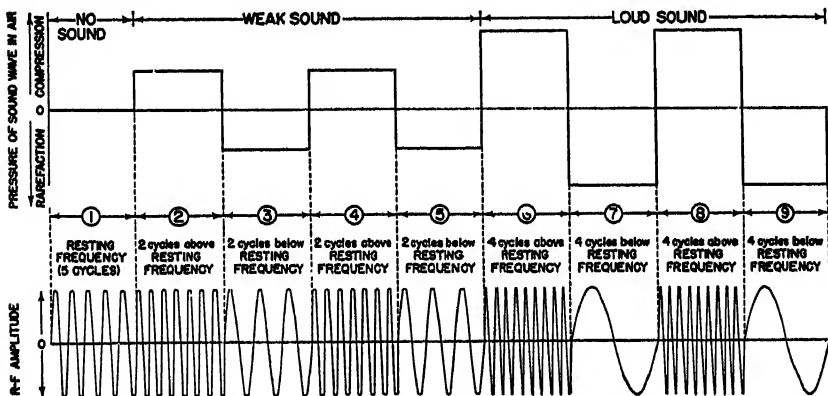 NO SOUND
WEAK SOUND
LOUD SOUND
PRESSURE OF SOUND WAVE IN AIR
RAREFACTION
COMPRESSION
0
1
2
3
4
5
6
7
8
9
RESTING
FREQUENCY
(5 CYCLES)
2 cycles above
RESTING
FREQUENCY
2 cycles below
RESTING
FREQUENCY
2 cycles above
RESTING
FREQUENCY
2 cycles below
RESTING
FREQUENCY
4 cycles above
RESTING
FREQUENCY
4 cycles below
RESTING
FREQUENCY
4 cycles above
RESTING
FREQUENCY
4 cycles below
RESTING
FREQUENCY
R-F AMPLITUDE
0